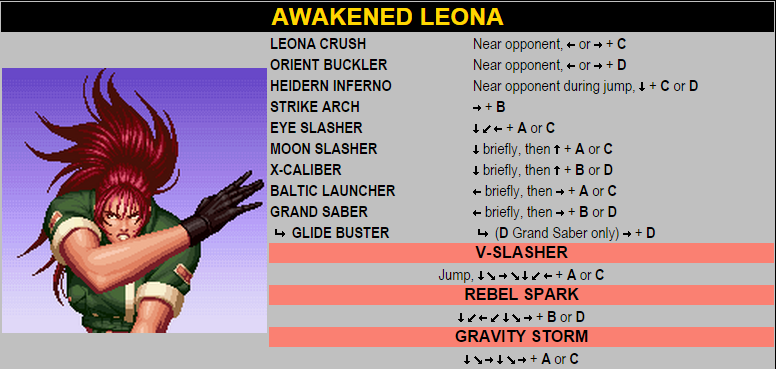 AWAKENED LEONA
LEONA CRUSH Near opponent, ← or → + C
ORIENT BUCKLER Near opponent, ← or → + D
HEIDERN INFERNO Near opponent during jump, ↓ + C or D
STRIKE ARCH → + B
EYE SLASHER ↓ ↙ ← + A or C
MOON SLASHER ↓ briefly, then ↑ + A or C
X-CALIBER ↓ briefly, then ↑ + B or D
BALTIC LAUNCHER ← briefly, then → + A or C
GRAND SABER ← briefly, then → + B or D
↳ GLIDE BUSTER ↳ (D Grand Saber only) → + D
V-SLASHER
Jump, ↓ ↘ → ↘ ↓ ↙ ← + A or C
REBEL SPARK
↓ ↙ ← ↙ ↓ ↘ → + B or D
GRAVITY STORM
↓ ↘ → ↓ ↘ → + A or C